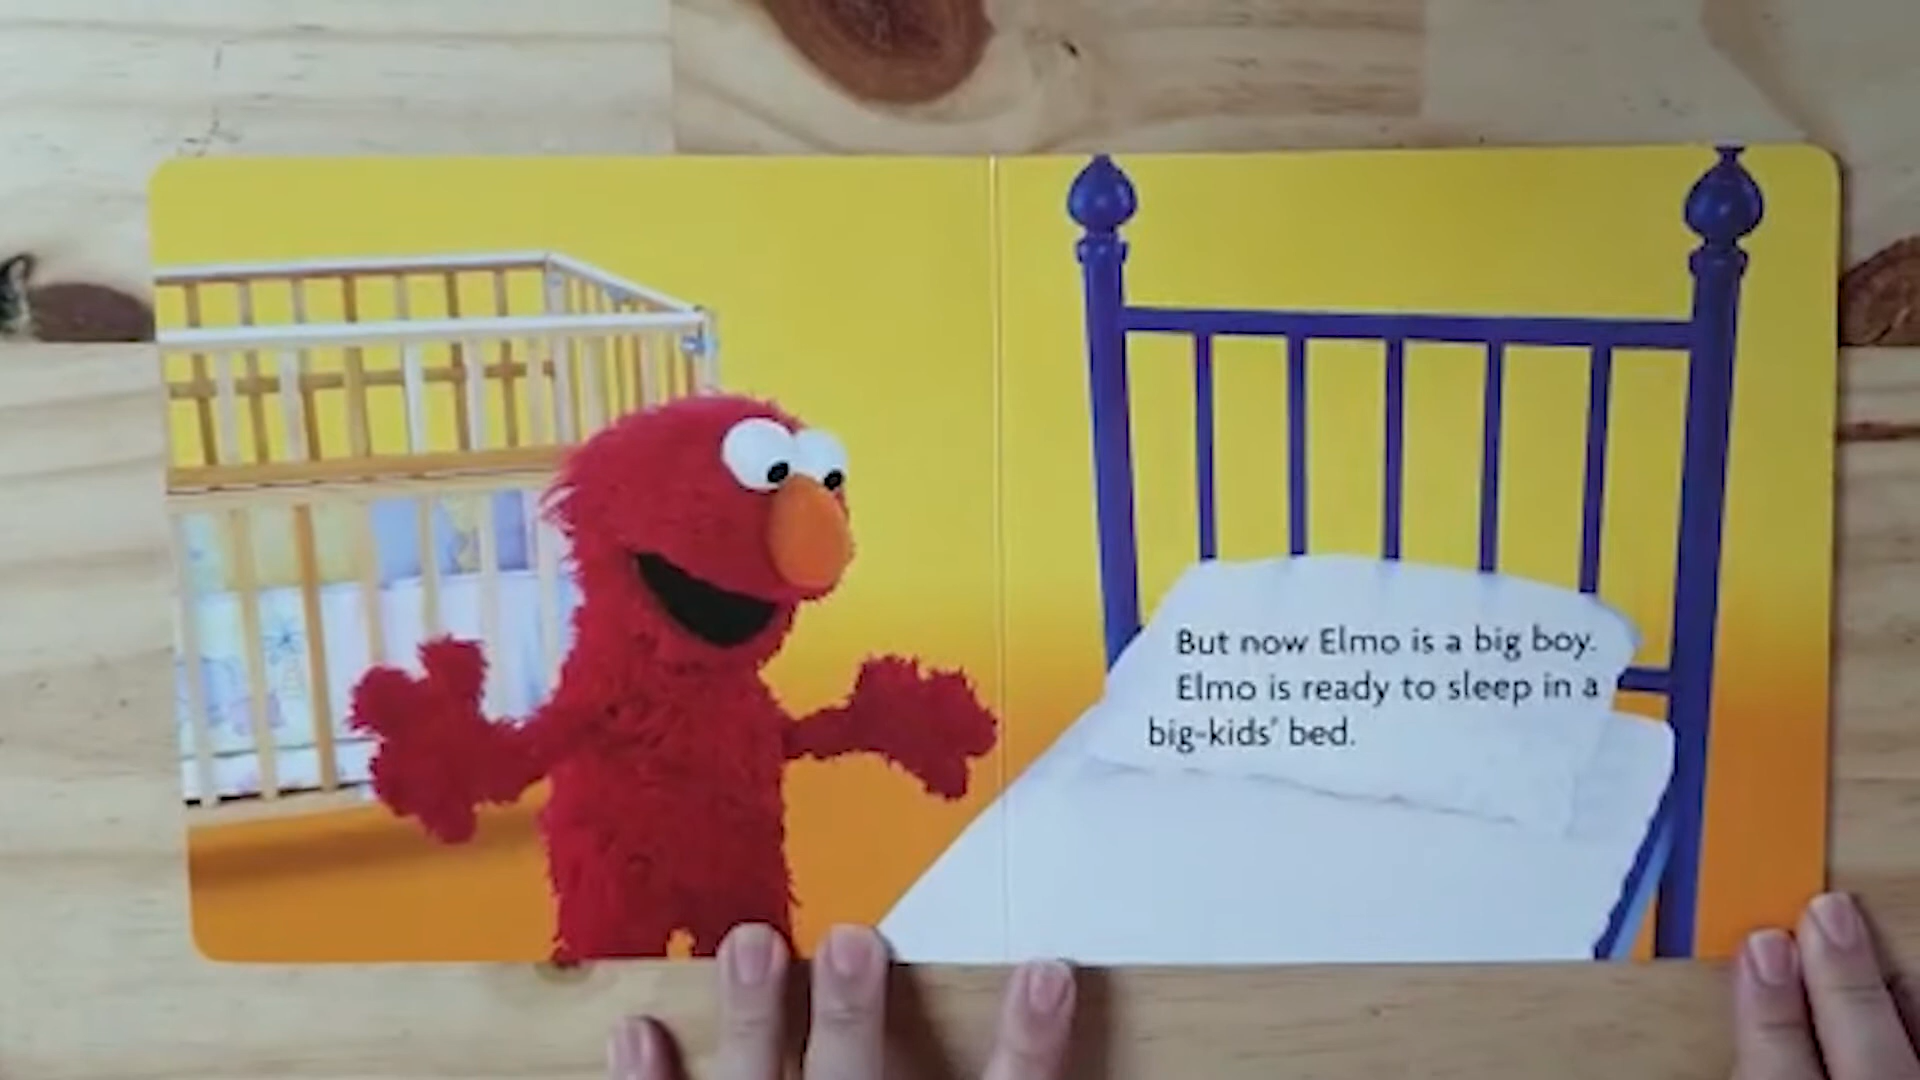 But now Elmo is a big boy.
Elmo is ready to sleep in a
big-kids' bed.